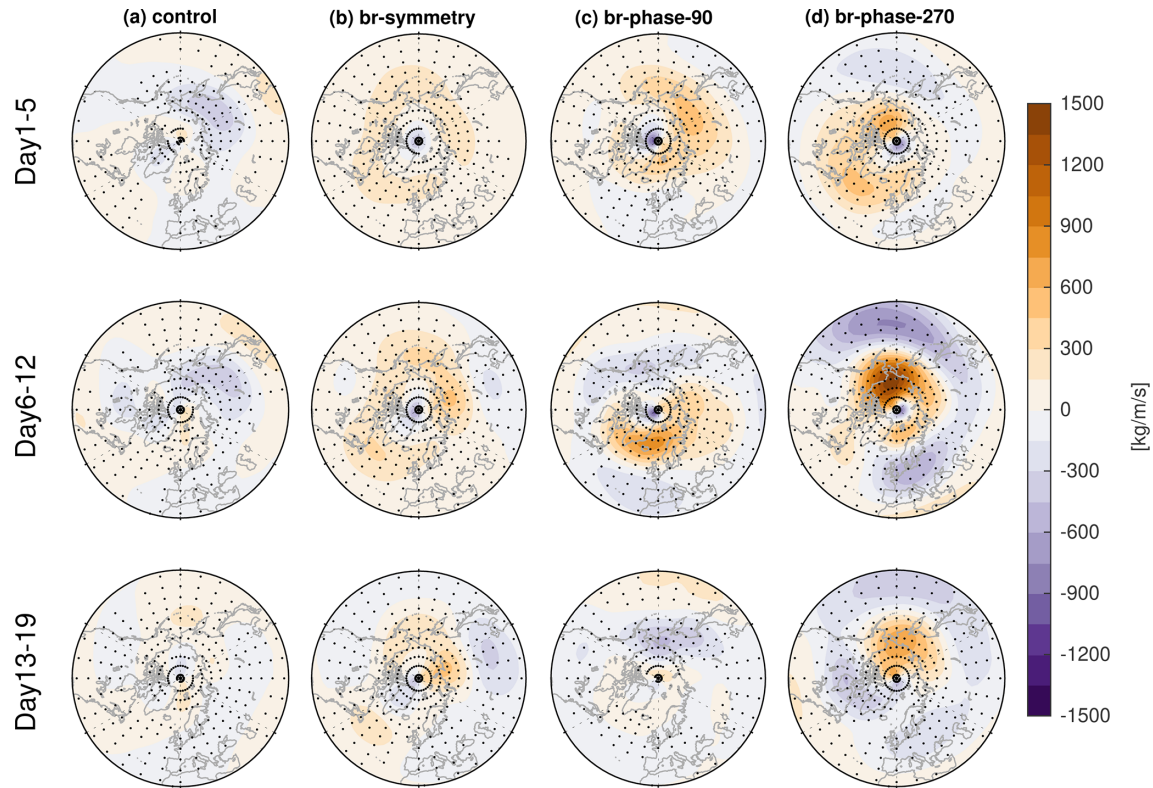 (a) control
(b) br-symmetry
(c) br-phase-90
(d) br-phase-270
Day1-5
Day6-12
Day13-19
1500
1200
900
600
300
0
-300
-600
-900
-1200
-1500
[kg/m/s]